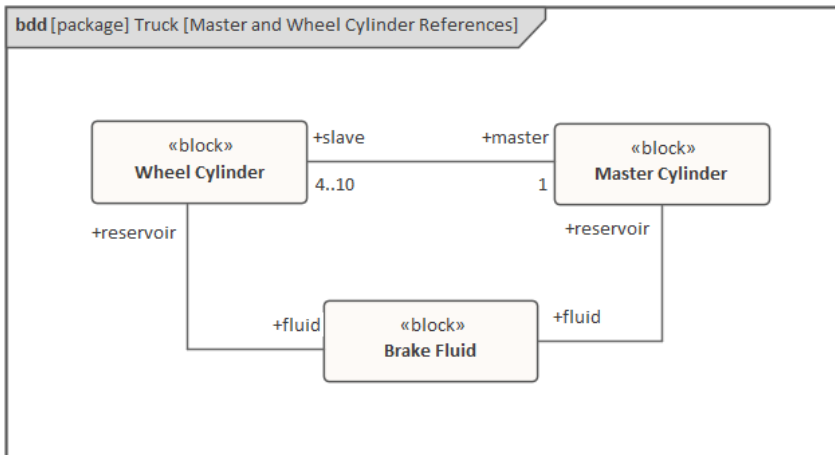 bdd [package] Truck [Master and Wheel Cylinder References]
«block»
Wheel Cylinder
+slave
+master
4..10
1
«block»
Master Cylinder
+reservoir
+reservoir
+fluid
«block»
Brake Fluid
+fluid